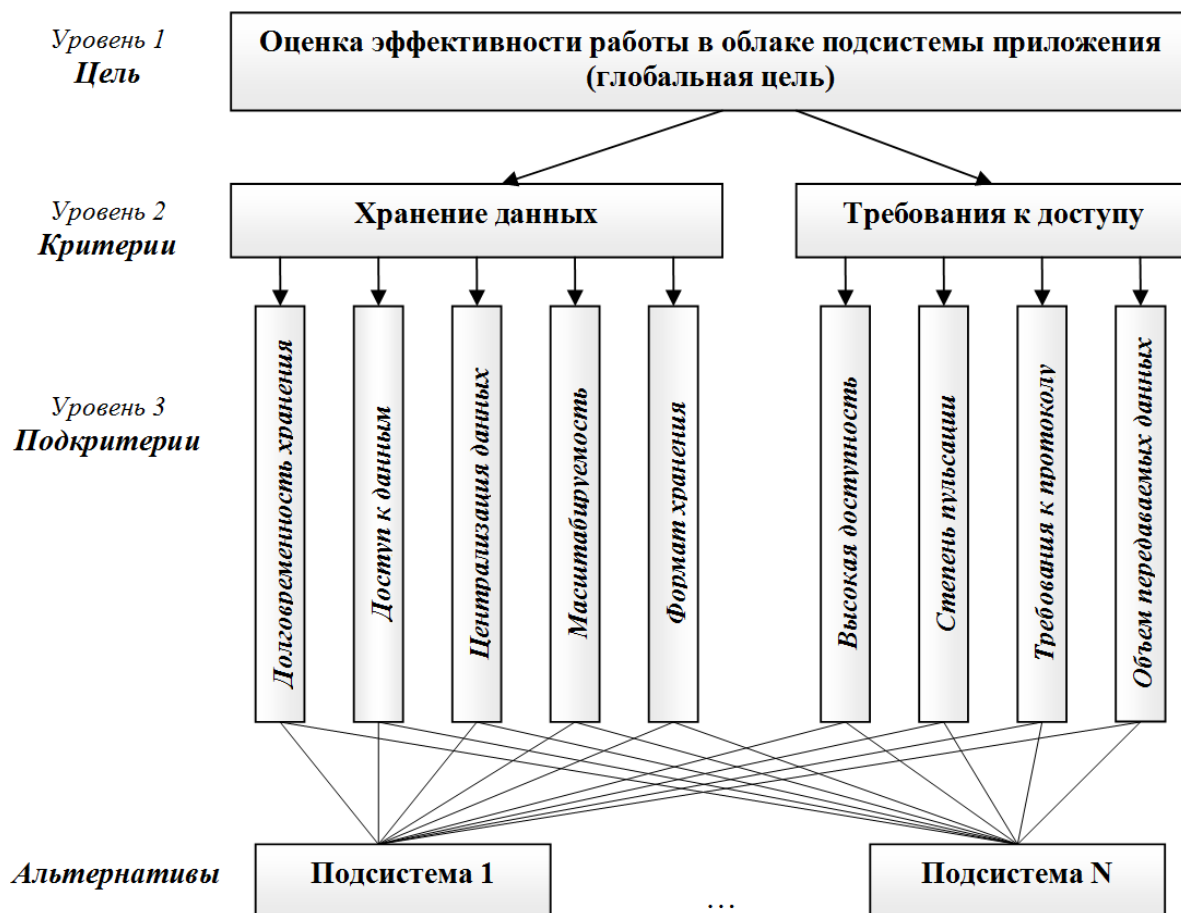 Уровень 1
Цель
Оценка эффективности работы в облаке подсистемы приложения
(глобальная цель)
Уровень 2
Критерии
Хранение данных
Требования к доступу
Уровень 3
Подкритерии
Долговременность хранения
Доступ к данным
Централизация данных
Масштабируемость
Формат хранения
Высокая доступность
Степень пульсации
Требования к протоколу
Объем передаваемых данных
Альтернативы
Подсистема 1
...
Подсистема N